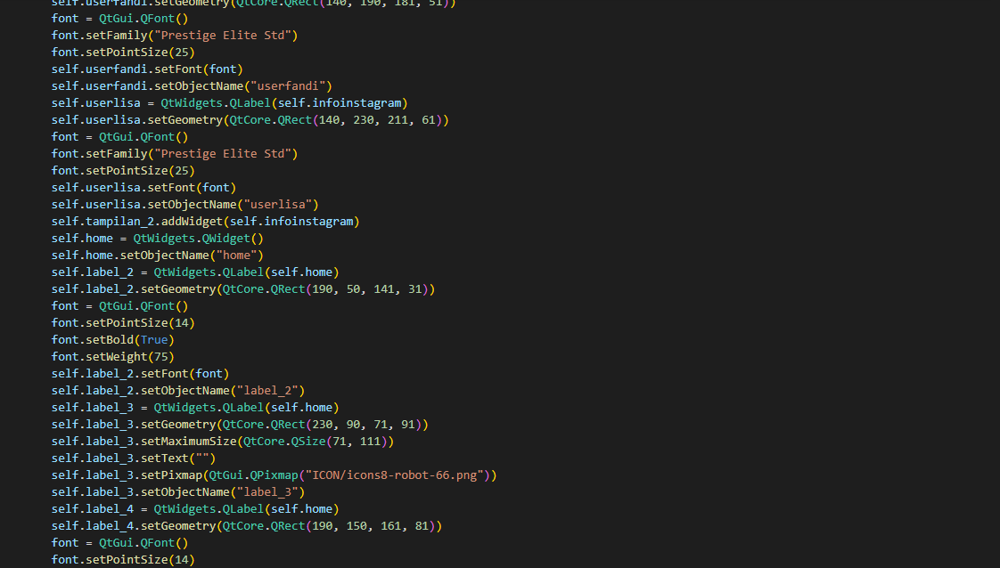 self.userfandi.setGeometry(QtCore.QRect(140, 190, 181, 51))
font = QtGui.QFont()
font.setFamily("Prestige Elite Std")
font.setPointSize(25)
self.userfandi.setFont(font)
self.userfandi.setObjectName("userfandi")
self.userlisa = QtWidgets.QLabel(self.infoinstagram)
self.userlisa.setGeometry(QtCore.QRect(140, 230, 211, 61))
font = QtGui.QFont()
font.setFamily("Prestige Elite Std")
font.setPointSize(25)
self.userlisa.setFont(font)
self.userlisa.setObjectName("userlisa")
self.tampilan_2.addWidget(self.infoinstagram)
self.home = QtWidgets.QWidget()
self.home.setObjectName("home")
self.label_2 = QtWidgets.QLabel(self.home)
self.label_2.setGeometry(QtCore.QRect(190, 50, 141, 31))
font = QtGui.QFont()
font.setPointSize(14)
font.setBold(True)
font.setWeight(75)
self.label_2.setFont(font)
self.label_2.setObjectName("label_2")
self.label_3 = QtWidgets.QLabel(self.home)
self.label_3.setGeometry(QtCore.QRect(230, 90, 71, 91))
self.label_3.setMaximumSize(QtCore.QSize(71, 111))
self.label_3.setText("")
self.label_3.setPixmap(QtGui.QPixmap("ICON/icons8-robot-66.png"))
self.label_3.setObjectName("label_3")
self.label_4 = QtWidgets.QLabel(self.home)
self.label_4.setGeometry(QtCore.QRect(190, 150, 161, 81))
font = QtGui.QFont()
font.setPointSize(14)